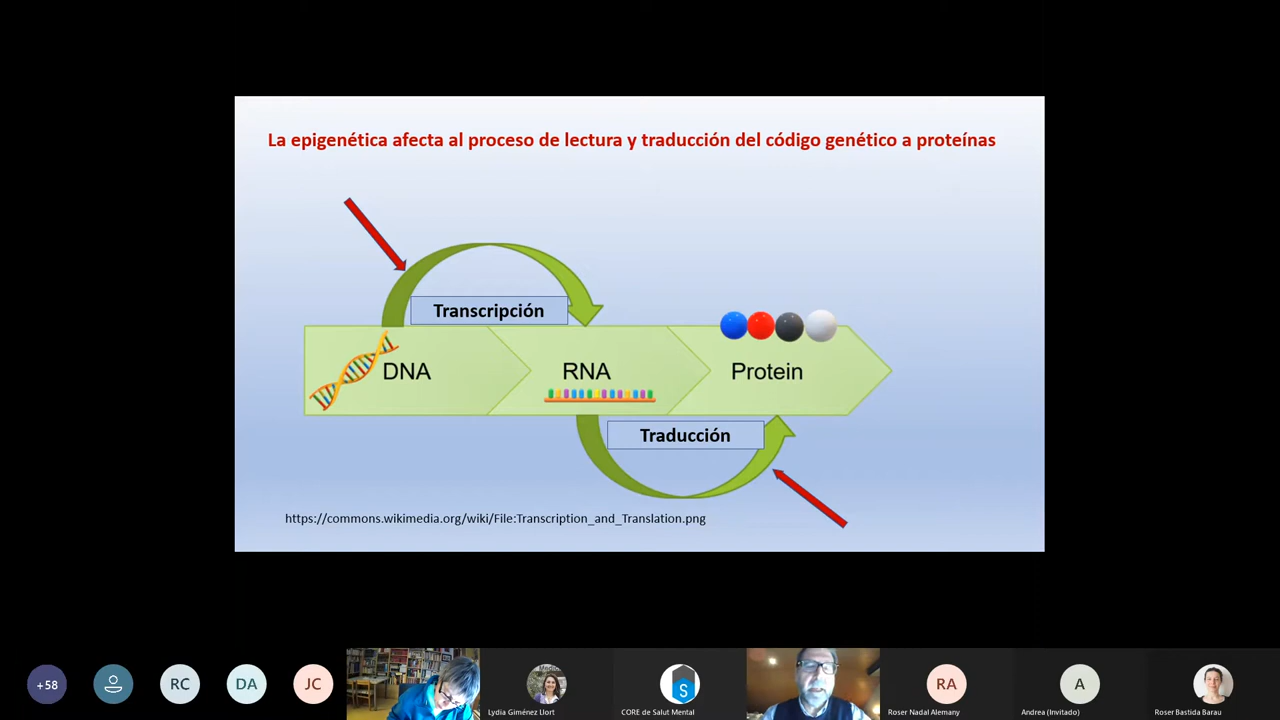 La epigenética afecta al proceso de lectura y traducción del código genético a proteínas
Transcripción
DNA
RNA
Protein
Traducción
https://commons.wikimedia.org/wiki/File:Transcription_and_Translation.png
+58
RC
DA
JC
Lydia Giménez Llort
S
CORE de Salut Mental
RA
Roser Nadal Alemany
A
Andrea (Invitado)
Roser Bastida Barau